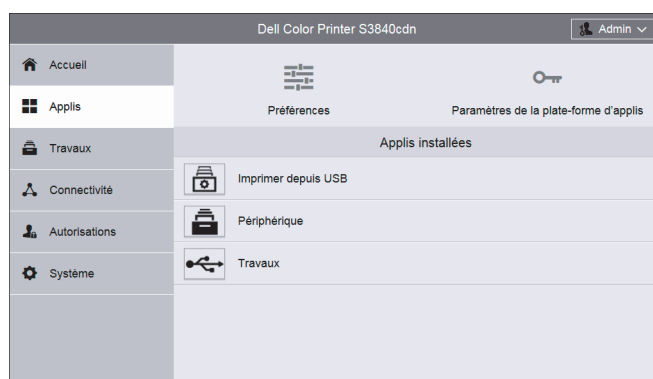 Dell Color Printer S3840cdn
Admin
Accueil
Applis
Travaux
Connectivité
Autorisations
Système
Préférences
Paramètres de la plate-forme d'applis
Applis installées
Imprimer depuis USB
Périphérique
Travaux